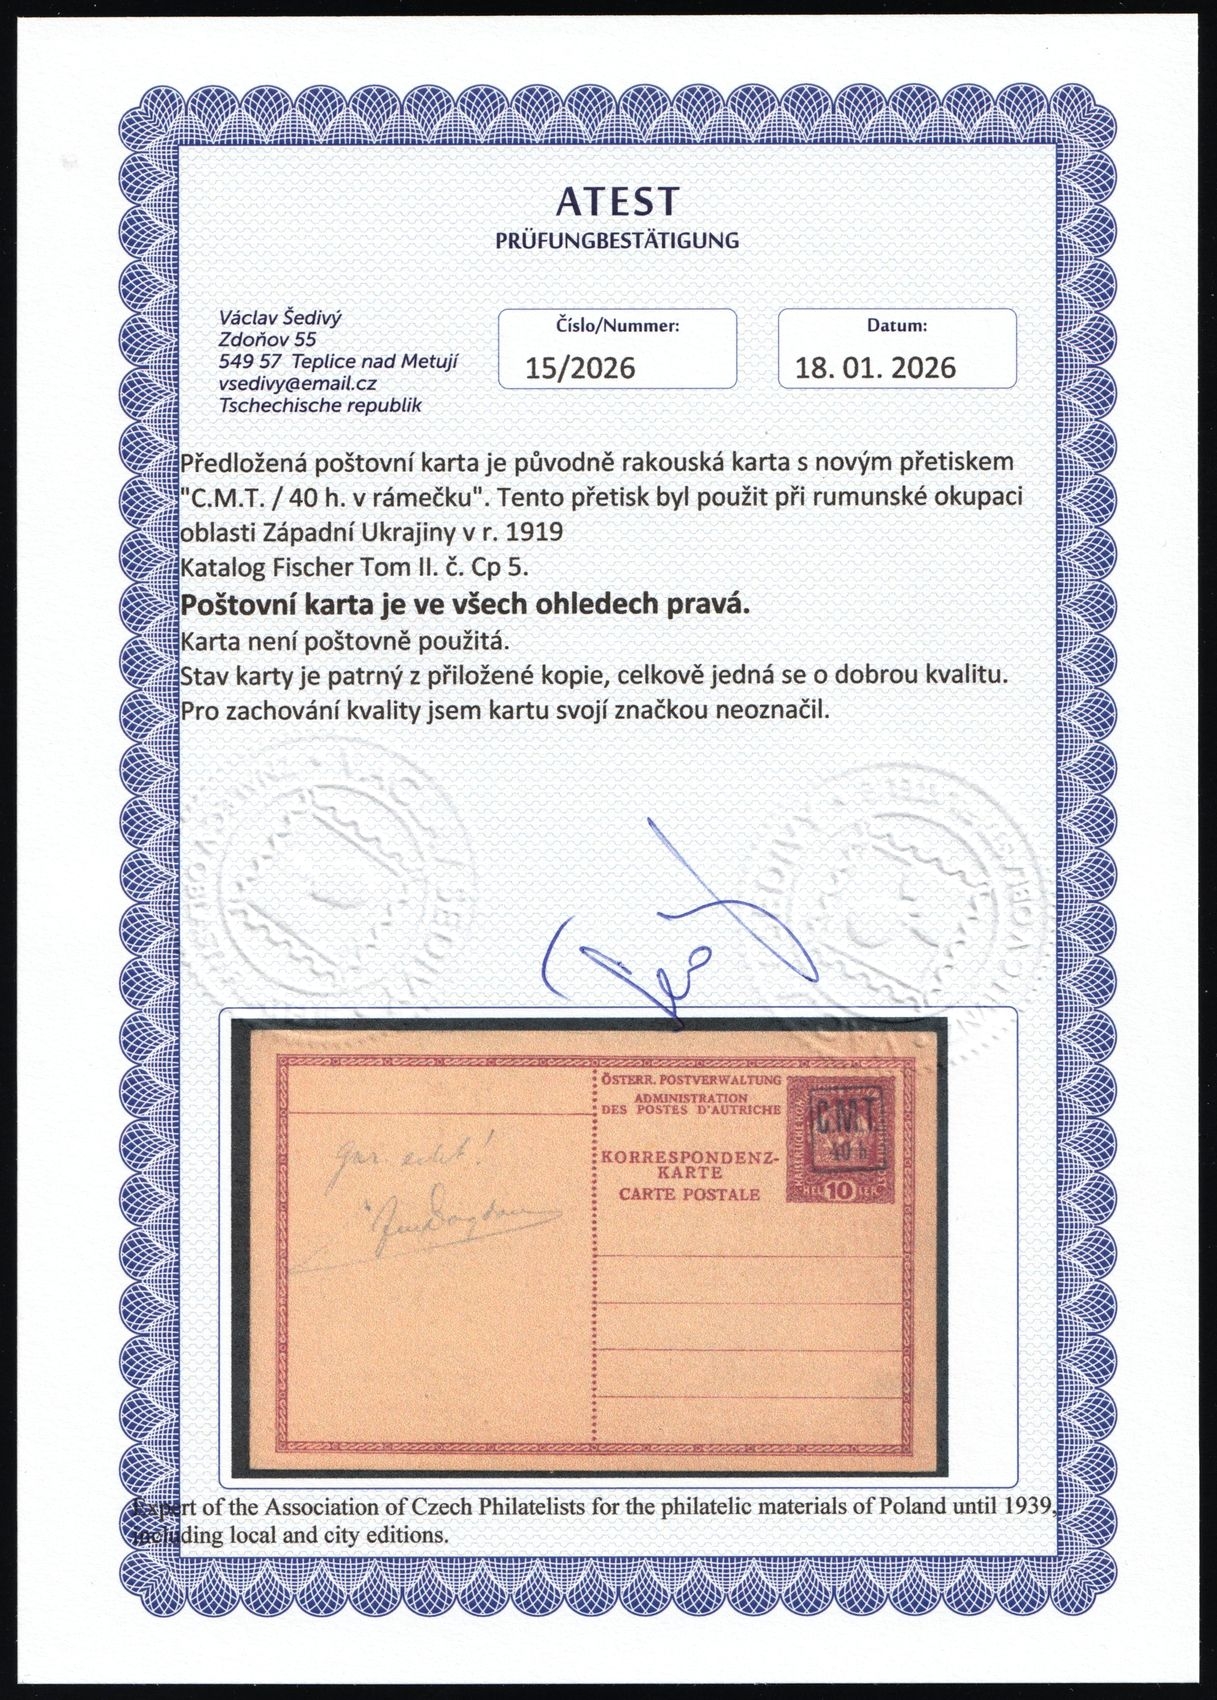 ATEST
PRÜFUNGBESTÄTIGUNG
Václav Šedivý
Zdoňov 55
549 57 Teplice nad Metují
vsedivy@email.cz
Tschechische republik
Číslo/Nummer:
15/2026
Datum:
18. 01. 2026
Předložená poštovní karta je původně rakouská karta s novým přetiskem
"C.M.T. / 40 h. v rámečku". Tento přetisk byl použit při rumunské okupaci
oblasti Západní Ukrajiny v r. 1919
Katalog Fischer Tom II. č. Cp 5.
Poštovní karta je ve všech ohledech pravá.
Karta není poštovně použitá.
Stav karty je patrný z přiložené kopie, celkově jedná se o dobrou kvalitu.
Pro zachování kvality jsem kartu svojí značkou neoznačil.
ÖSTERR. POSTVERWALTUNG
ADMINISTRATION
DES POSTES D'AUTRICHE
KORRESPONDENZ-
KARTE
CARTE POSTALE
C.M.T.
40 h
10
Expert of the Association of Czech Philatelists for the philatelic materials of Poland until 1939,
including local and city editions.